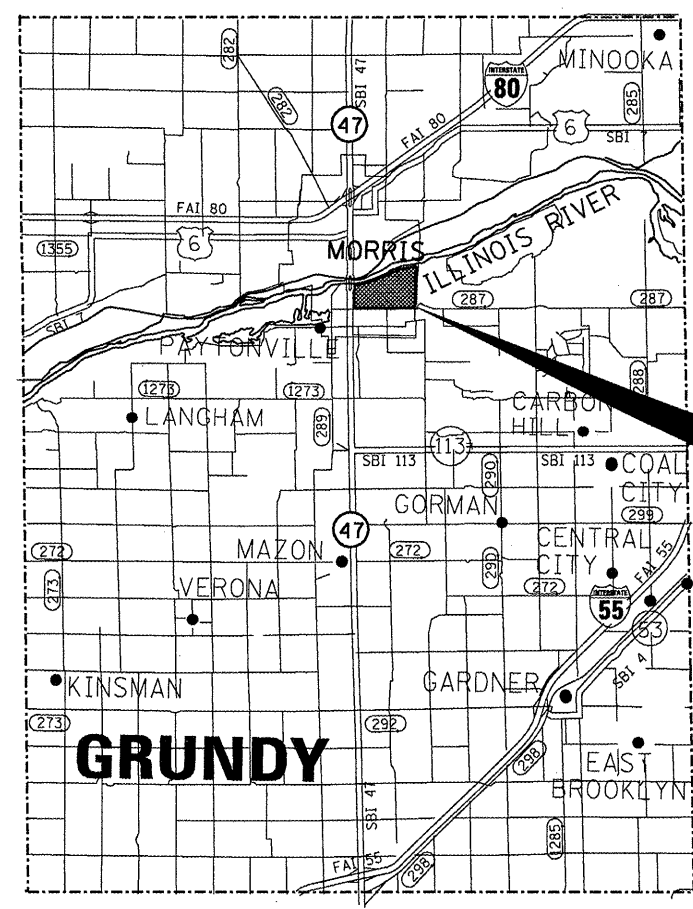 282
SBI 47
MINOOKA
INTERSTATE
80
282
285
47
6
FAI 80
SBI 7
FAI 80
6
1355
MORRIS
ILLINOIS RIVER
287
287
SBI 7
PAYTONVILLE
288
1273
1273
CARBON
HILL
LANGHAM
289
113
SBI 113
SBI 113
290
COAL
CITY
GORMAN
299
47
CENTRAL
CITY
272
MAZON
272
FAI 55
290
272
273
VERONA
INTERSTATE
55
53
KINSMAN
GARDNER
SBI 4
273
292
GRUNDY
298
EAST
BROOKLYN
SBI 47
1285
FAI 55
298